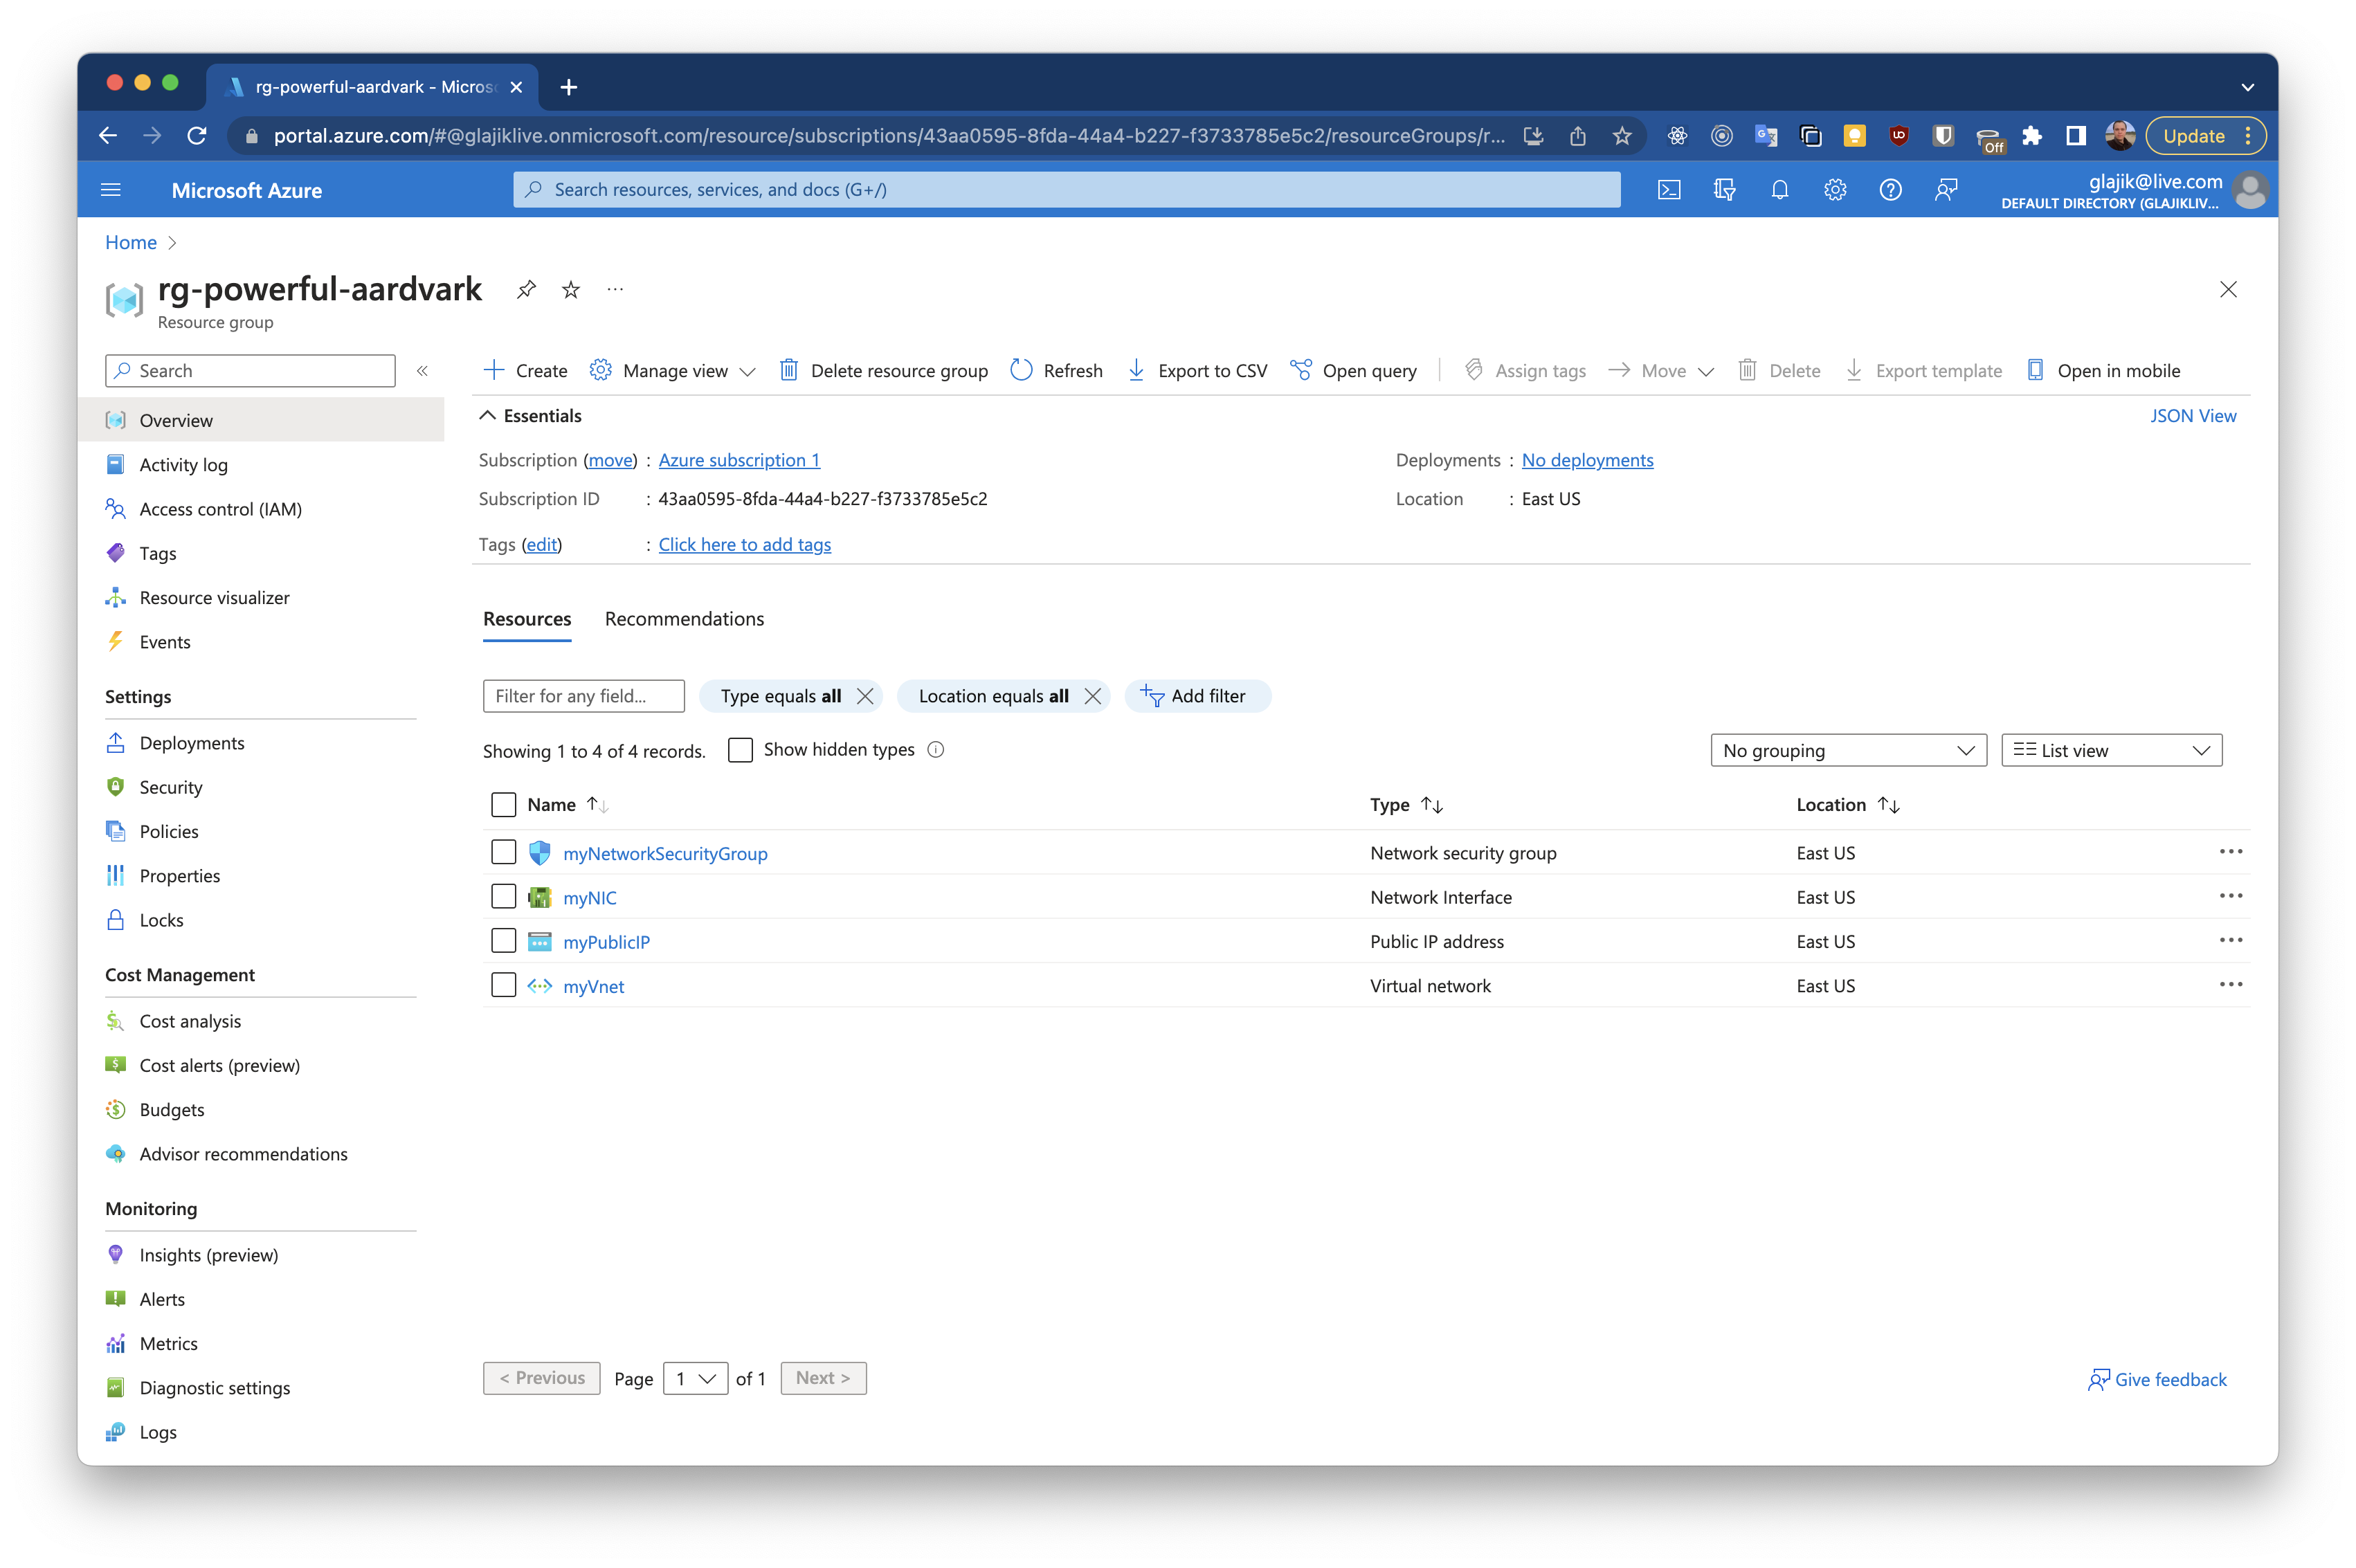 rg-powerful-aardvark - Micros
portal.azure.com/#@glajiklive.onmicrosoft.com/resource/subscriptions/43aa0595-8fda-44a4-b227-f3733785e5c2/resourceGroups/r...
Off
Update
Microsoft Azure
Search resources, services, and docs (G+/)
glajik@live.com
DEFAULT DIRECTORY (GLAJIKLIV...
Home
rg-powerful-aardvark
Resource group
Search
Create
Manage view
Delete resource group
Refresh
Export to CSV
Open query
Assign tags
Move
Delete
Export template
Open in mobile
Overview
Activity log
Access control (IAM)
Tags
Resource visualizer
Events
Settings
Deployments
Security
Policies
Properties
Locks
Cost Management
Cost analysis
Cost alerts (preview)
Budgets
Advisor recommendations
Monitoring
Insights (preview)
Alerts
Metrics
Diagnostic settings
Logs
Essentials
JSON View
Subscription (move) : Azure subscription 1
Subscription ID : 43aa0595-8fda-44a4-b227-f3733785e5c2
Tags (edit) : Click here to add tags
Deployments : No deployments
Location : East US
Resources
Recommendations
Filter for any field...
Type equals all
Location equals all
Add filter
Showing 1 to 4 of 4 records.
Show hidden types
No grouping
List view
Name Type Location
myNetworkSecurityGroup Network security group East US
myNIC Network Interface East US
myPublicIP Public IP address East US
myVnet Virtual network East US
< Previous Page 1 of 1 Next >
Give feedback